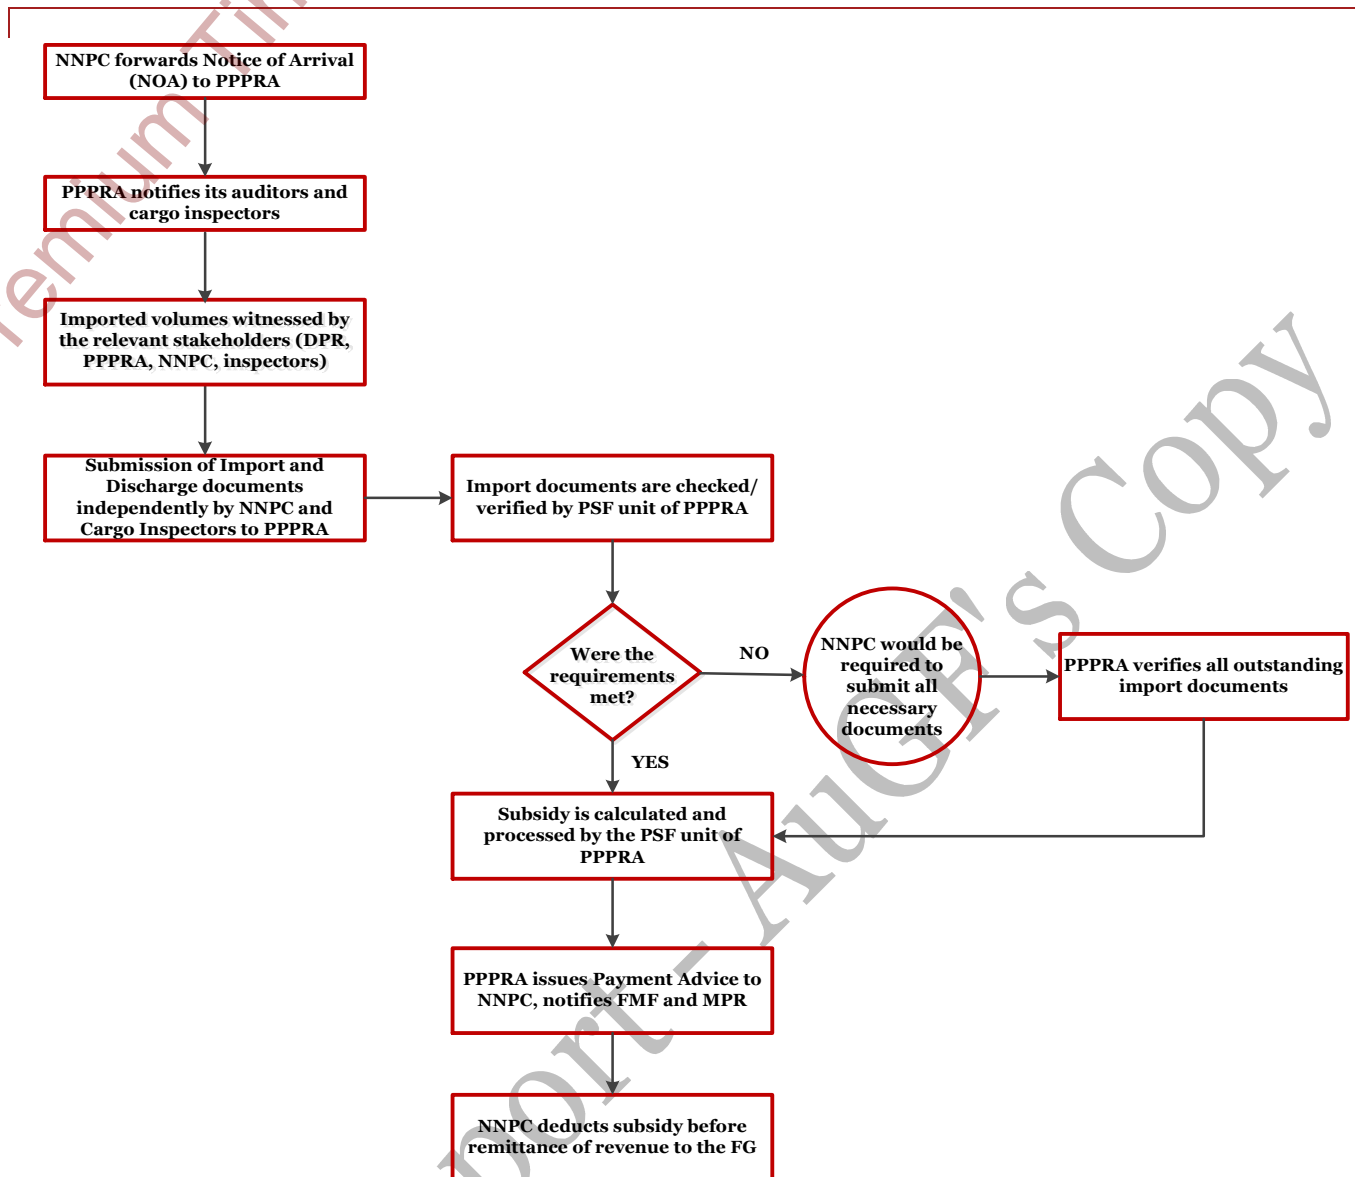 NNPC forwards Notice of Arrival
(NOA) to PPPRA
PPPRA notifies its auditors and
cargo inspectors
Imported volumes witnessed by
the relevant stakeholders (DPR,
PPPRA, NNPC, inspectors)
Submission of Import and
Discharge documents
independently by NNPC and
Cargo Inspectors to PPPRA
Import documents are checked/
verified by PSF unit of PPPRA
Were the
requirements
met?
NO
NNPC would be
required to
submit all
necessary
documents
PPPRA verifies all outstanding
import documents
YES
Subsidy is calculated and
processed by the PSF unit of
PPPRA
PPPRA issues Payment Advice to
NNPC, notifies FMF and MPR
NNPC deducts subsidy before
remittance of revenue to the FG
- AuGF's Copy